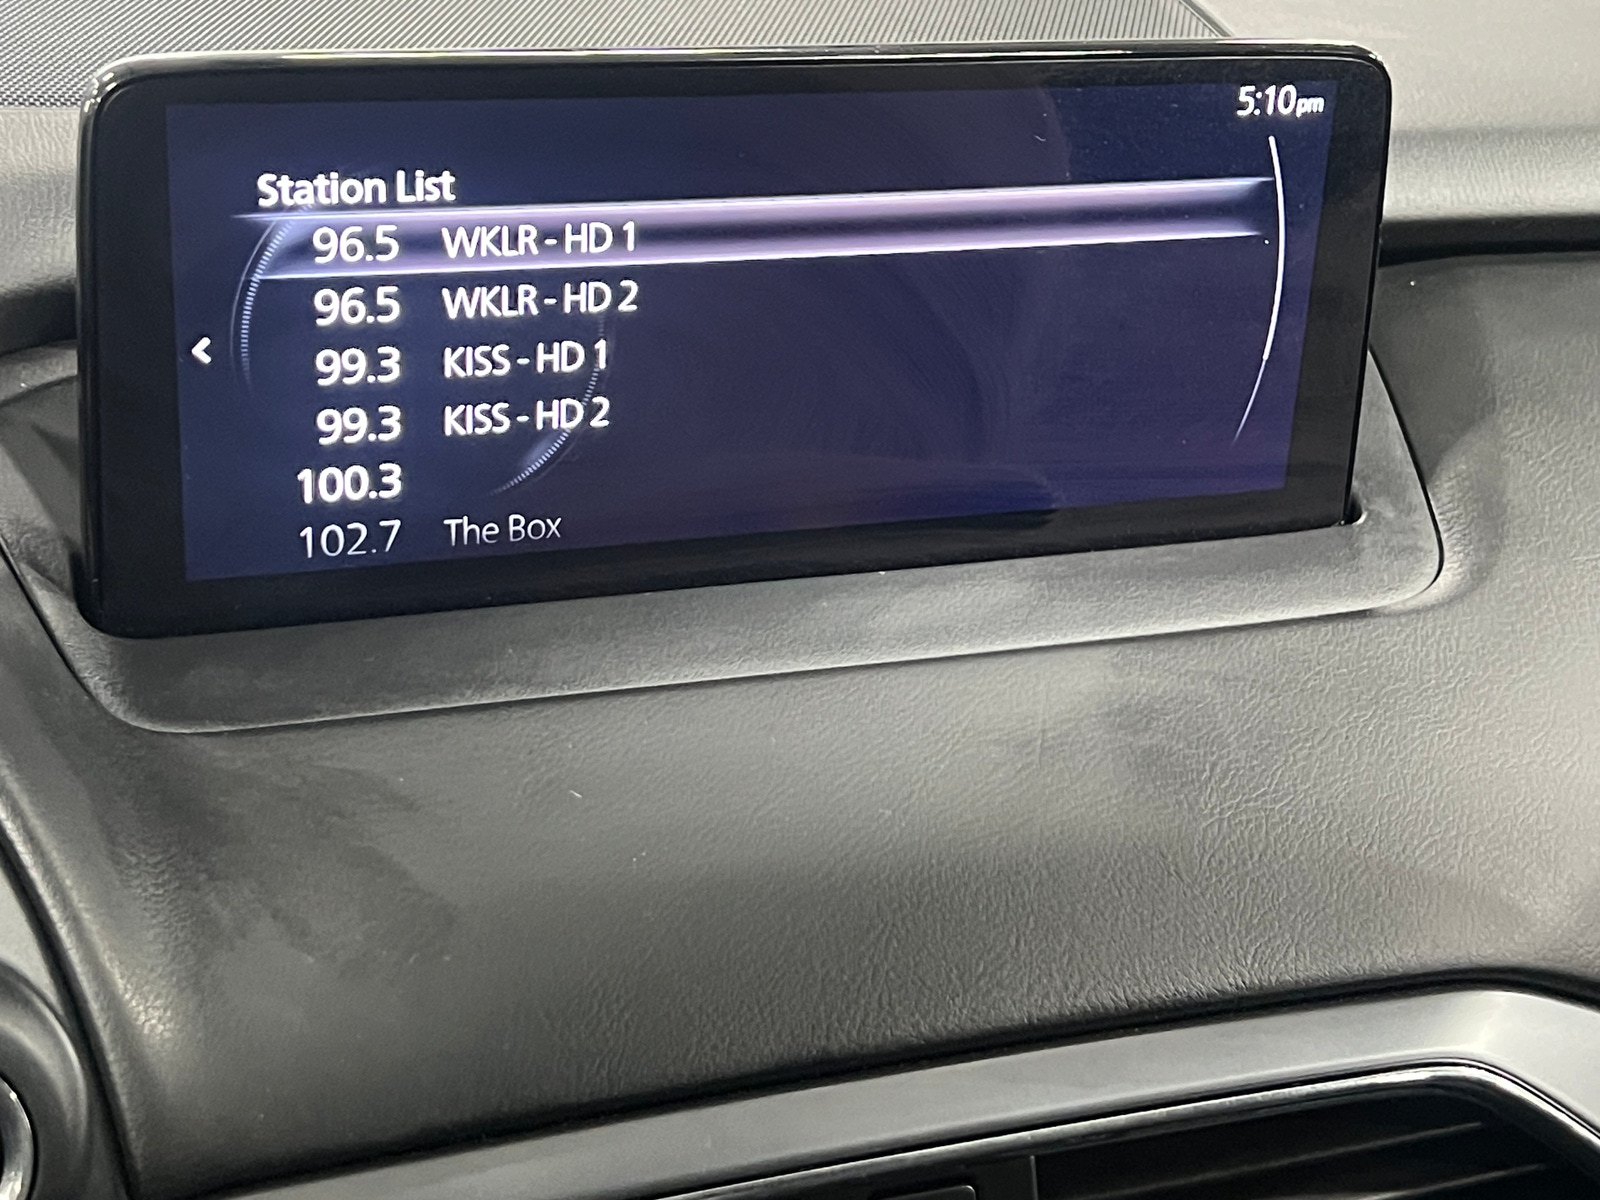 5:10pm
Station List
96.5 WKLR - HD 1
96.5 WKLR - HD 2
99.3 KISS - HD 1
99.3 KISS - HD 2
100.3
102.7 The Box